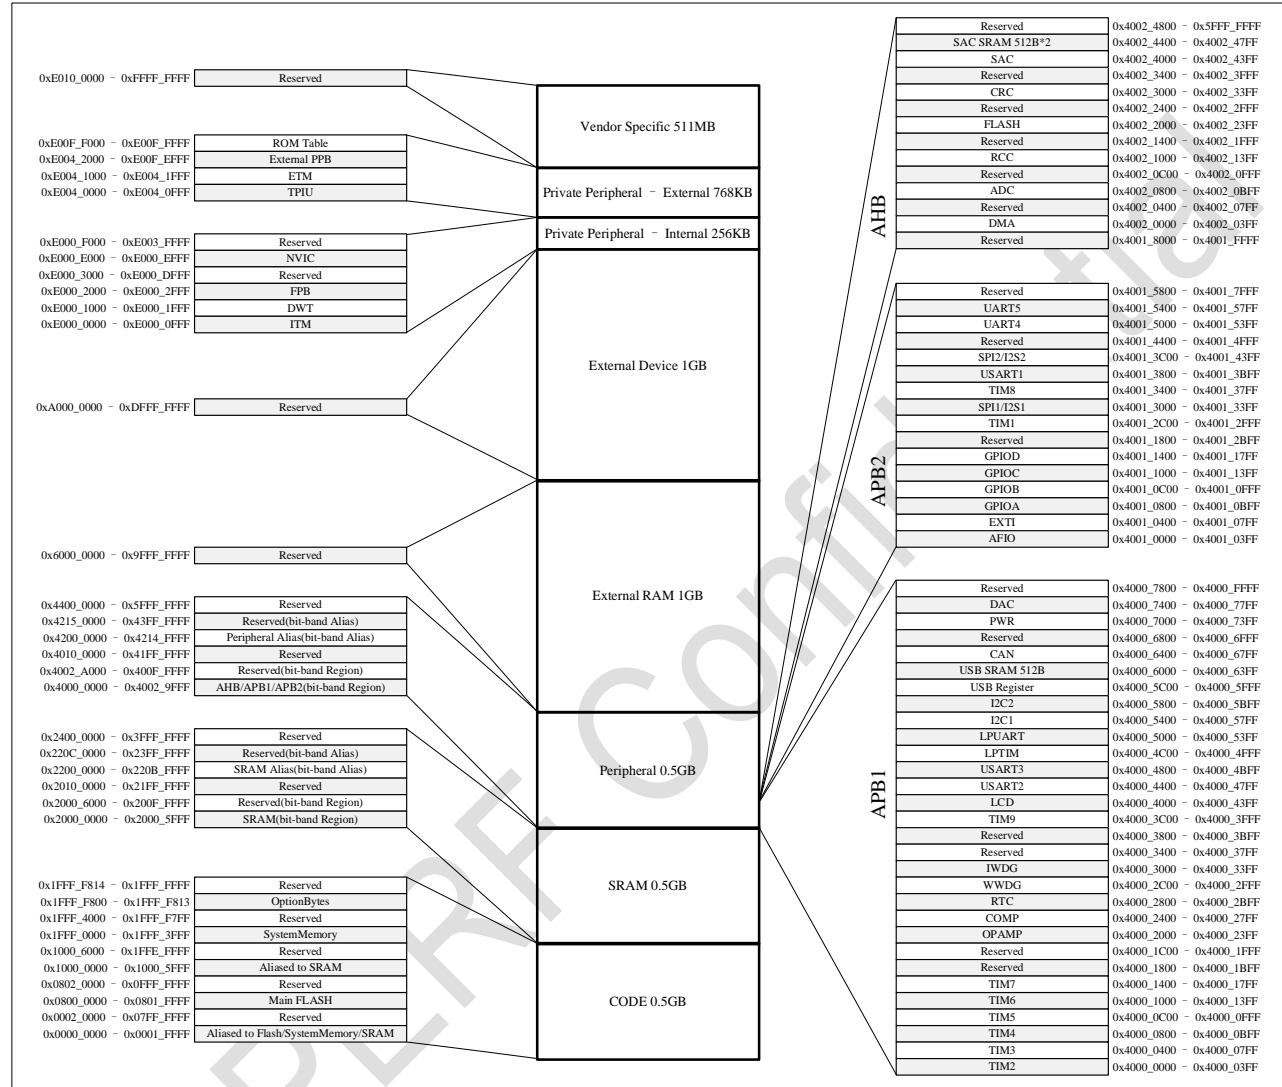 0xE010_0000 - 0xFFFF_FFFF Reserved
0xE00F_F000 - 0xE00F_FFFF ROM Table
0xE004_2000 - 0xE00F_EFFF External PPB
0xE004_1000 - 0xE004_1FFF ETM
0xE004_0000 - 0xE004_0FFF TPIU
0xE000_F000 - 0xE003_FFFF Reserved
0xE000_E000 - 0xE000_EFFF NVIC
0xE000_3000 - 0xE000_DFFF Reserved
0xE000_2000 - 0xE000_2FFF FPB
0xE000_1000 - 0xE000_1FFF DWT
0xE000_0000 - 0xE000_0FFF ITM
0xA000_0000 - 0xDFFF_FFFF Reserved
0x6000_0000 - 0x9FFF_FFFF Reserved
0x4400_0000 - 0x5FFF_FFFF Reserved
0x4215_0000 - 0x43FF_FFFF Reserved(bit-band Alias)
0x4200_0000 - 0x4214_FFFF Peripheral Alias(bit-band Alias)
0x4010_0000 - 0x41FF_FFFF Reserved
0x4002_A000 - 0x400F_FFFF Reserved(bit-band Region)
0x4000_0000 - 0x4002_9FFF AHB/APB1/APB2(bit-band Region)
0x2400_0000 - 0x3FFF_FFFF Reserved
0x220C_0000 - 0x23FF_FFFF Reserved(bit-band Alias)
0x2200_0000 - 0x220B_FFFF SRAM Alias(bit-band Alias)
0x2010_0000 - 0x21FF_FFFF Reserved
0x2000_6000 - 0x200F_FFFF Reserved(bit-band Region)
0x2000_0000 - 0x2000_5FFF SRAM(bit-band Region)
0x1FFF_F814 - 0x1FFF_FFFF Reserved
0x1FFF_F800 - 0x1FFF_F813 OptionBytes
0x1FFF_4000 - 0x1FFF_F7FF Reserved
0x1FFF_0000 - 0x1FFF_3FFF SystemMemory
0x1000_6000 - 0x1FFE_FFFF Reserved
0x1000_0000 - 0x1000_5FFF Aliased to SRAM
0x0802_0000 - 0x0FFF_FFFF Reserved
0x0800_0000 - 0x0801_FFFF Main FLASH
0x0002_0000 - 0x07FF_FFFF Reserved
0x0000_0000 - 0x0001_FFFF Aliased to Flash/SystemMemory/SRAM
Vendor Specific 511MB
Private Peripheral - External 768KB
Private Peripheral - Internal 256KB
External Device 1GB
External RAM 1GB
Peripheral 0.5GB
SRAM 0.5GB
CODE 0.5GB
AHB
Reserved 0x4002_4800 - 0x5FFF_FFFF
SAC SRAM 512B*2 0x4002_4400 - 0x4002_47FF
SAC 0x4002_4000 - 0x4002_43FF
Reserved 0x4002_3400 - 0x4002_3FFF
CRC 0x4002_3000 - 0x4002_33FF
Reserved 0x4002_2400 - 0x4002_2FFF
FLASH 0x4002_2000 - 0x4002_23FF
Reserved 0x4002_1400 - 0x4002_1FFF
RCC 0x4002_1000 - 0x4002_13FF
Reserved 0x4002_0C00 - 0x4002_0FFF
ADC 0x4002_0800 - 0x4002_0BFF
Reserved 0x4002_0400 - 0x4002_07FF
DMA 0x4002_0000 - 0x4002_03FF
Reserved 0x4001_8000 - 0x4001_FFFF
APB2
Reserved 0x4001_5800 - 0x4001_7FFF
UART5 0x4001_5400 - 0x4001_57FF
UART4 0x4001_5000 - 0x4001_53FF
Reserved 0x4001_4400 - 0x4001_4FFF
SPI2/I2S2 0x4001_3C00 - 0x4001_43FF
USART1 0x4001_3800 - 0x4001_3BFF
TIM8 0x4001_3400 - 0x4001_37FF
SPI1/I2S1 0x4001_3000 - 0x4001_33FF
TIM1 0x4001_2C00 - 0x4001_2FFF
Reserved 0x4001_1800 - 0x4001_2BFF
GPIOD 0x4001_1400 - 0x4001_17FF
GPIOC 0x4001_1000 - 0x4001_13FF
GPIOB 0x4001_0C00 - 0x4001_0FFF
GPIOA 0x4001_0800 - 0x4001_0BFF
EXTI 0x4001_0400 - 0x4001_07FF
AFIO 0x4001_0000 - 0x4001_03FF
APB1
Reserved 0x4000_7800 - 0x4000_FFFF
DAC 0x4000_7400 - 0x4000_77FF
PWR 0x4000_7000 - 0x4000_73FF
Reserved 0x4000_6800 - 0x4000_6FFF
CAN 0x4000_6400 - 0x4000_67FF
USB SRAM 512B 0x4000_6000 - 0x4000_63FF
USB Register 0x4000_5C00 - 0x4000_5FFF
I2C2 0x4000_5800 - 0x4000_5BFF
I2C1 0x4000_5400 - 0x4000_57FF
LPUART 0x4000_5000 - 0x4000_53FF
LPTIM 0x4000_4C00 - 0x4000_4FFF
USART3 0x4000_4800 - 0x4000_4BFF
USART2 0x4000_4400 - 0x4000_47FF
LCD 0x4000_4000 - 0x4000_43FF
TIM9 0x4000_3C00 - 0x4000_3FFF
Reserved 0x4000_3800 - 0x4000_3BFF
Reserved 0x4000_3400 - 0x4000_37FF
IWDG 0x4000_3000 - 0x4000_33FF
WWDG 0x4000_2C00 - 0x4000_2FFF
RTC 0x4000_2800 - 0x4000_2BFF
COMP 0x4000_2400 - 0x4000_27FF
OPAMP 0x4000_2000 - 0x4000_23FF
Reserved 0x4000_1C00 - 0x4000_1FFF
Reserved 0x4000_1800 - 0x4000_1BFF
TIM7 0x4000_1400 - 0x4000_17FF
TIM6 0x4000_1000 - 0x4000_13FF
TIM5 0x4000_0C00 - 0x4000_0FFF
TIM4 0x4000_0800 - 0x4000_0BFF
TIM3 0x4000_0400 - 0x4000_07FF
TIM2 0x4000_0000 - 0x4000_03FF